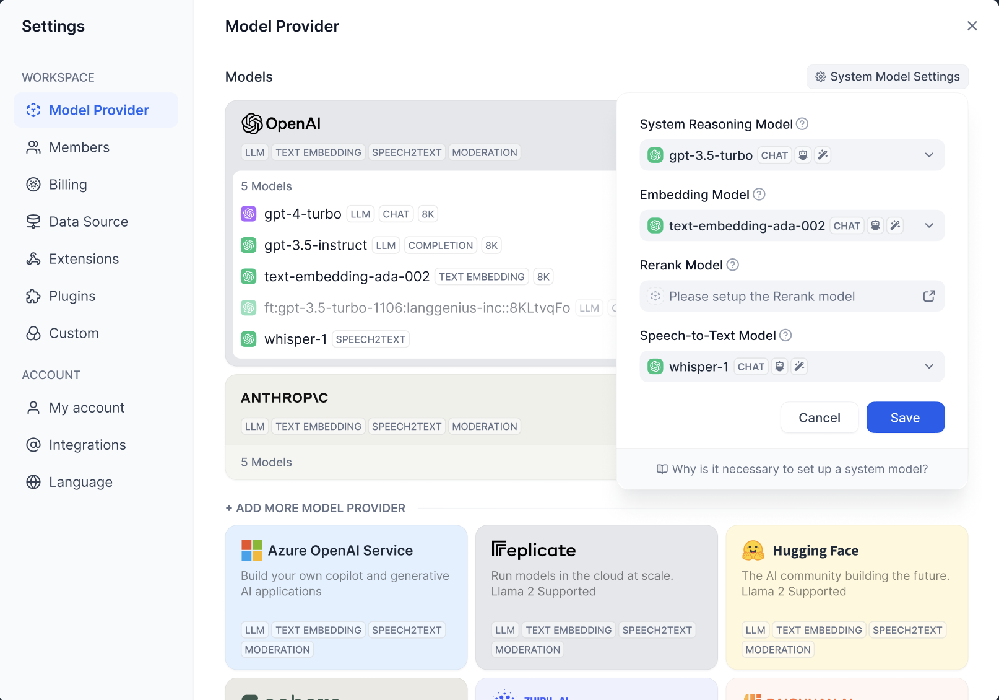 Settings
WORKSPACE
Model Provider
Members
Billing
Data Source
Extensions
Plugins
Custom
ACCOUNT
My account
Integrations
Language
Model Provider
Models
System Model Settings
OpenAI
LLM TEXT EMBEDDING SPEECH2TEXT MODERATION
5 Models
gpt-4-turbo LLM CHAT 8K
gpt-3.5-instruct LLM COMPLETION 8K
text-embedding-ada-002 TEXT EMBEDDING 8K
ft:gpt-3.5-turbo-1106:langgenius-inc::8KLtvqFo LLM
whisper-1 SPEECH2TEXT
ANTHROP\C
LLM TEXT EMBEDDING SPEECH2TEXT MODERATION
5 Models
System Reasoning Model
gpt-3.5-turbo CHAT
Embedding Model
text-embedding-ada-002 CHAT
Rerank Model
Please setup the Rerank model
Speech-to-Text Model
whisper-1 CHAT
Cancel Save
Why is it necessary to set up a system model?
+ ADD MORE MODEL PROVIDER
Azure OpenAI Service
Build your own copilot and generative
AI applications
LLM TEXT EMBEDDING SPEECH2TEXT
MODERATION
Replicate
Run models in the cloud at scale.
Llama 2 Supported
LLM TEXT EMBEDDING SPEECH2TEXT
MODERATION
Hugging Face
The AI community building the future.
Llama 2 Supported
LLM TEXT EMBEDDING SPEECH2TEXT
MODERATION